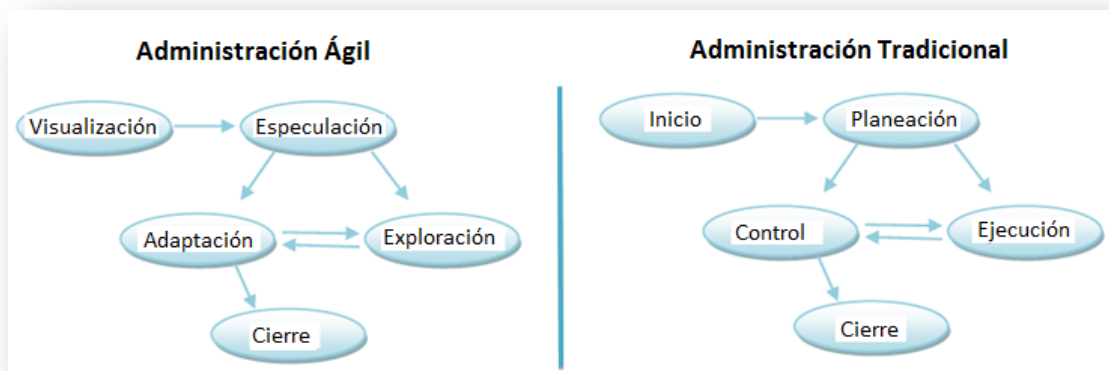 Administración Ágil
Visualización
Especulación
Adaptación
Exploración
Cierre
Administración Tradicional
Inicio
Planeación
Control
Ejecución
Cierre